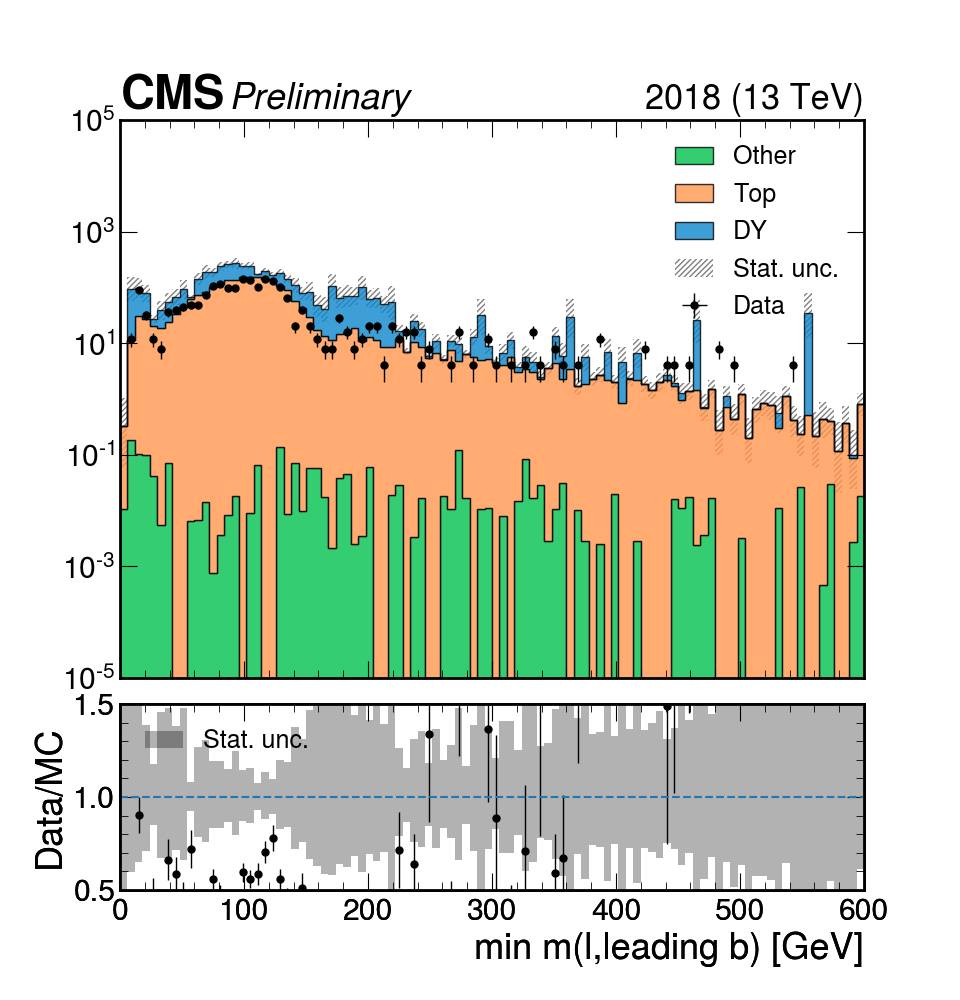 CMS Preliminary 2018 (13 TeV)
10^5
10^3
10^1
10^-1
10^-3
10^-5
Other
Top
DY
Stat. unc.
Data
Data/MC
1.5
1.0
0.5
Stat. unc.
0 100 200 300 400 500 600
min m(l,leading b) [GeV]